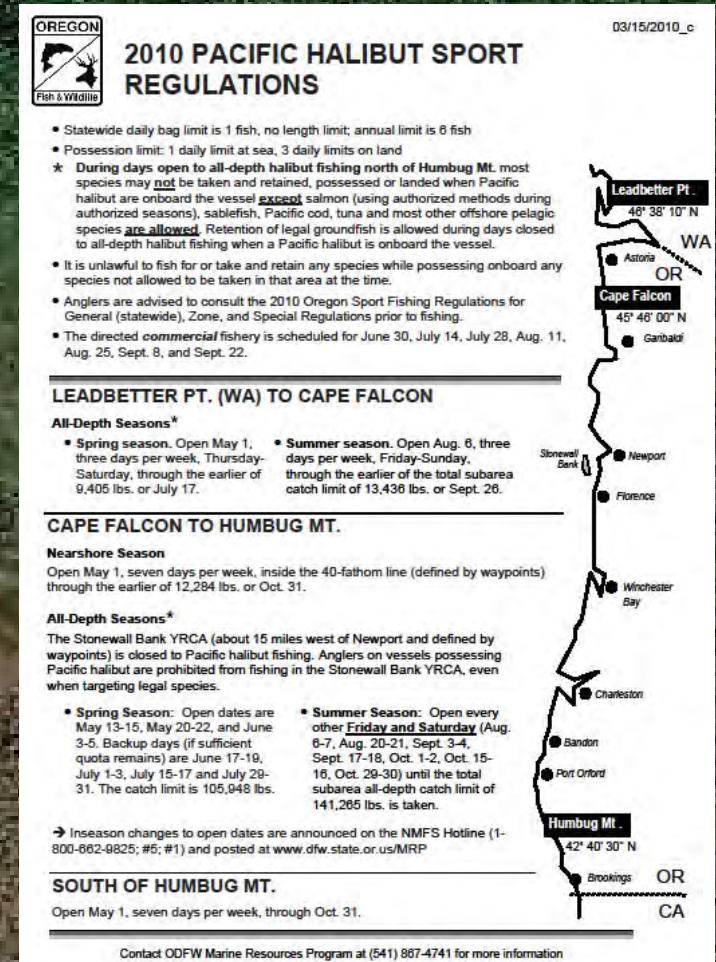 OREGON
Fish & Wildlife
03/15/2010_c
2010 PACIFIC HALIBUT SPORT
REGULATIONS
• Statewide daily bag limit is 1 fish, no length limit; annual limit is 6 fish
• Possession limit: 1 daily limit at sea, 3 daily limits on land
* During days open to all-depth halibut fishing north of Humbug Mt. most
species may not be taken and retained, possessed or landed when Pacific
halibut are onboard the vessel except salmon (using authorized methods during
authorized seasons), sablefish, Pacific cod, tuna and most other offshore pelagic
species are allowed. Retention of legal groundfish is allowed during days closed
to all-depth halibut fishing when a Pacific halibut is onboard the vessel.
• It is unlawful to fish for or take and retain any species while possessing onboard any
species not allowed to be taken in that area at the time.
• Anglers are advised to consult the 2010 Oregon Sport Fishing Regulations for
General (statewide), Zone, and Special Regulations prior to fishing.
• The directed commercial fishery is scheduled for June 30, July 14, July 28, Aug. 11,
Aug. 25, Sept. 8, and Sept. 22.
LEADBETTER PT. (WA) TO CAPE FALCON
All-Depth Seasons*
• Spring season. Open May 1,
three days per week, Thursday-
Saturday, through the earlier of
9,405 lbs. or July 17.
• Summer season. Open Aug. 6, three
days per week, Friday-Sunday,
through the earlier of the total subarea
catch limit of 13,436 lbs. or Sept. 26.
CAPE FALCON TO HUMBUG MT.
Nearshore Season
Open May 1, seven days per week, inside the 40-fathom line (defined by waypoints)
through the earlier of 12,284 lbs. or Oct. 31.
All-Depth Seasons*
The Stonewall Bank YRCA (about 15 miles west of Newport and defined by
waypoints) is closed to Pacific halibut fishing. Anglers on vessels possessing
Pacific halibut are prohibited from fishing in the Stonewall Bank YRCA, even
when targeting legal species.
• Spring Season: Open dates are
May 13-15, May 20-22, and June
3-5. Backup days (if sufficient
quota remains) are June 17-19,
July 1-3, July 15-17 and July 29-
31. The catch limit is 105,948 lbs.
• Summer Season: Open every
other Friday and Saturday (Aug.
6-7, Aug. 20-21, Sept. 3-4,
Sept. 17-18, Oct. 1-2, Oct. 15-
16, Oct. 29-30) until the total
subarea all-depth catch limit of
141,265 lbs. is taken.
➔ Inseason changes to open dates are announced on the NMFS Hotline (1-
800-662-9825; #5; #1) and posted at www.dfw.state.or.us/MRP
SOUTH OF HUMBUG MT.
Open May 1, seven days per week, through Oct. 31.
Contact ODFW Marine Resources Program at (541) 867-4741 for more information
Leadbetter Pt .
46° 38' 10" N
WA
Astoria
OR
Cape Falcon
45° 46' 00" N
Garibaldi
Stonewall
Bank
Newport
Florence
Winchester
Bay
Charleston
Bandon
Port Orford
Humbug Mt .
42° 40' 30" N
Brookings
OR
CA